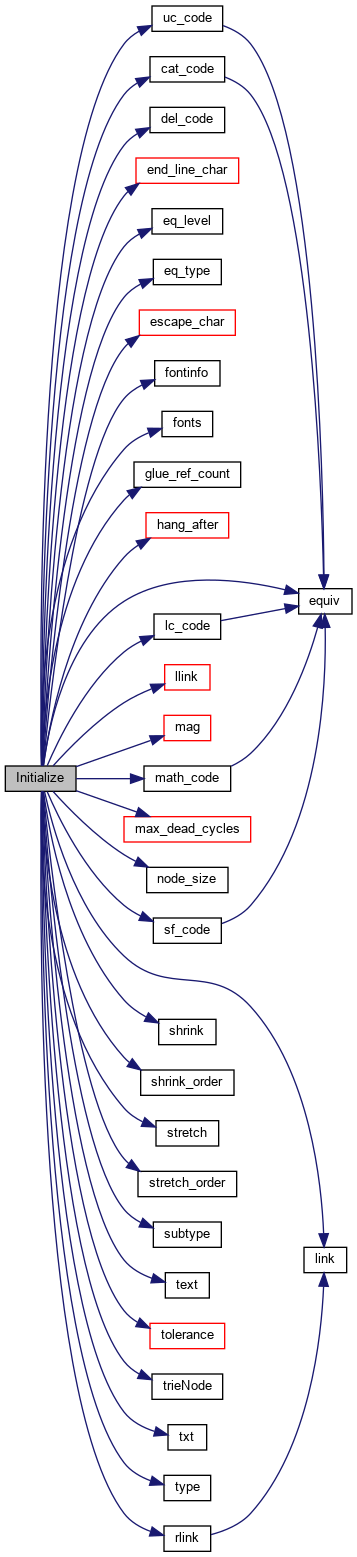 uc_code
cat_code
del_code
end_line_char
eq_level
eq_type
escape_char
fontinfo
fonts
glue_ref_count
hang_after
equiv
lc_code
llink
mag
Initialize
math_code
max_dead_cycles
node_size
sf_code
shrink
shrink_order
stretch
stretch_order
subtype
link
text
tolerance
trieNode
txt
type
rlink